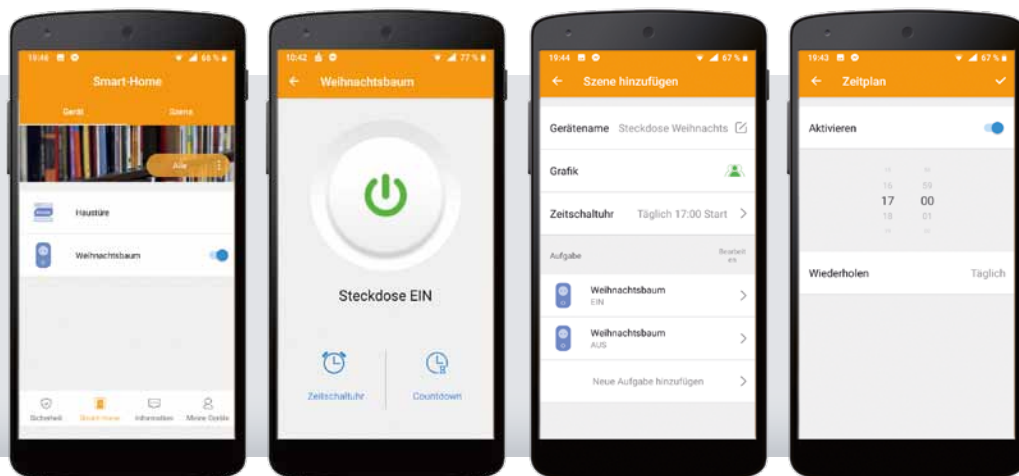 19:46 66 %
Smart-Home
Gerät Szene
Alle
Haustüre
Weihnachtsbaum
Sicherheit Smart-Home Information Meine Geräte
10:42 77 %
Weihnachtsbaum
Steckdose EIN
Zeitschaltuhr Countdown
19:44 67 %
Szene hinzufügen
Gerätename Steckdose Weihnachts
Grafik
Zeitschaltuhr Täglich 17:00 Start
Aufgabe Bearbeit
en
Weihnachtsbaum
EIN
Weihnachtsbaum
AUS
Neue Aufgabe hinzufügen
19:43 67 %
Zeitplan
Aktivieren
16 59
17 00
18 01
Wiederholen Täglich